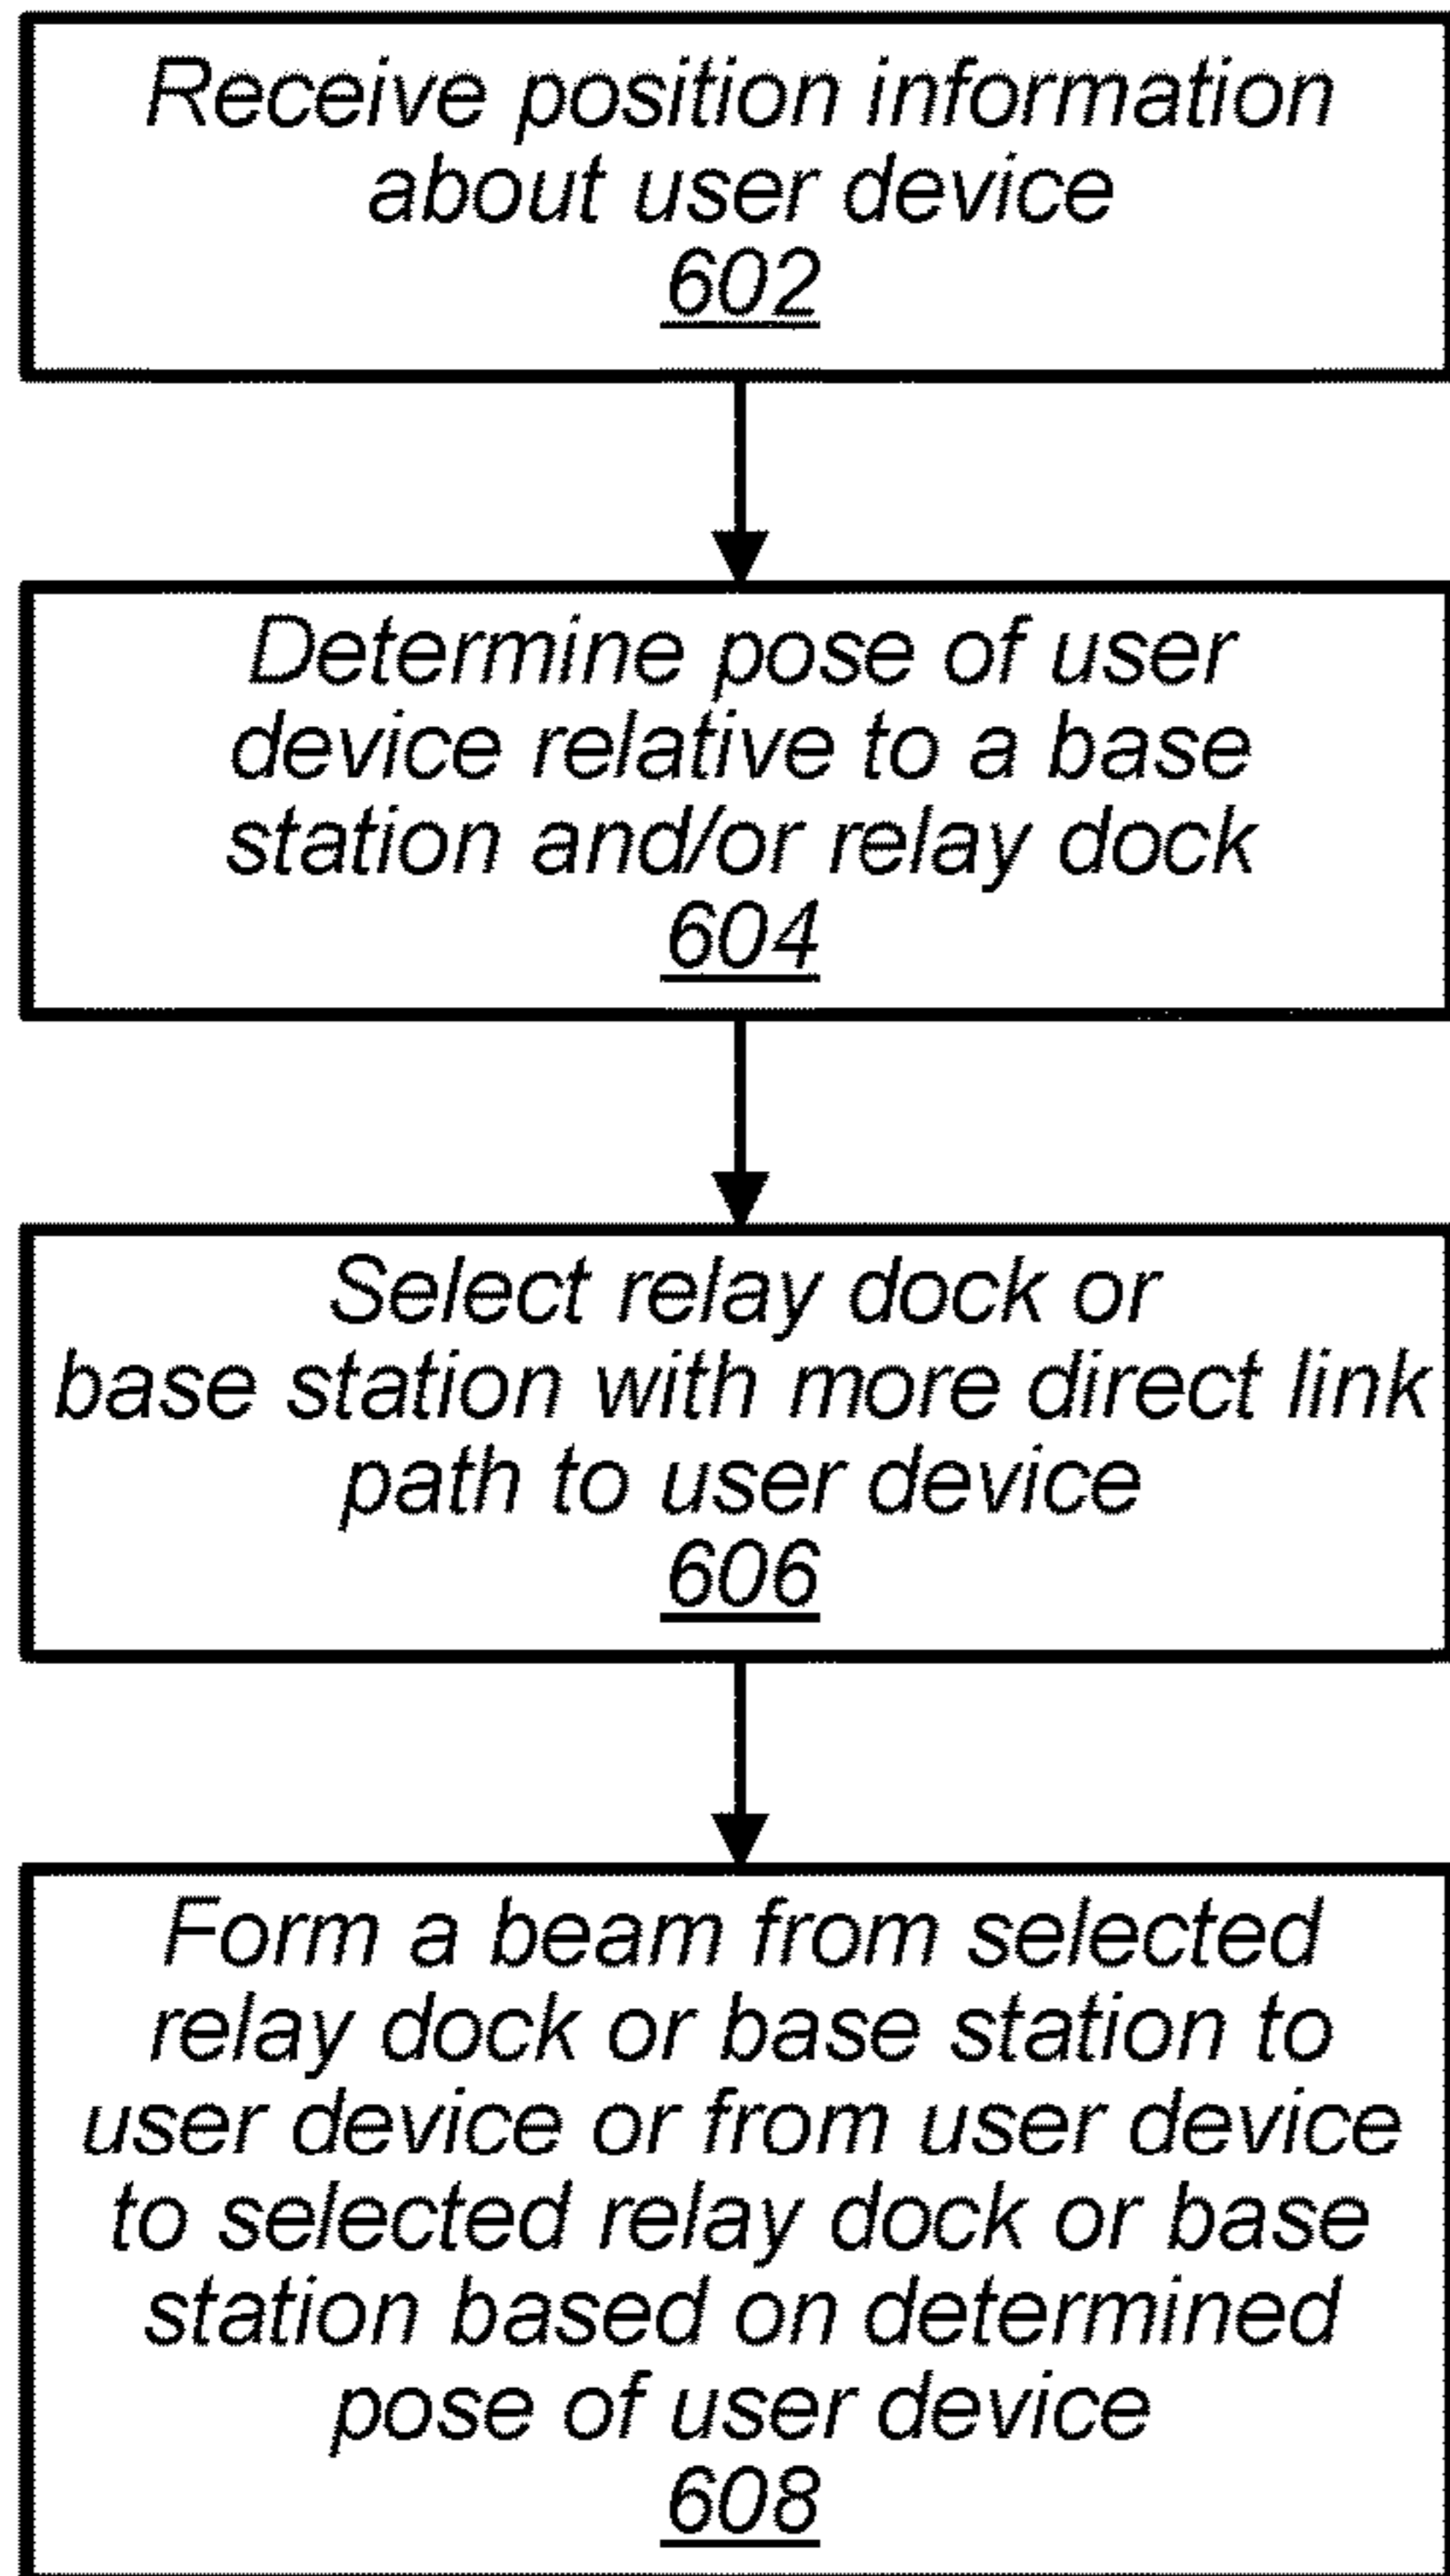 Receive position information
about user device
602
Determine pose of user
device relative to a base
station and/or relay dock
604
Select relay dock or
base station with more direct link
path to user device
606
Form a beam from selected
relay dock or base station to
user device or from user device
to selected relay dock or base
station based on determined
pose of user device
608